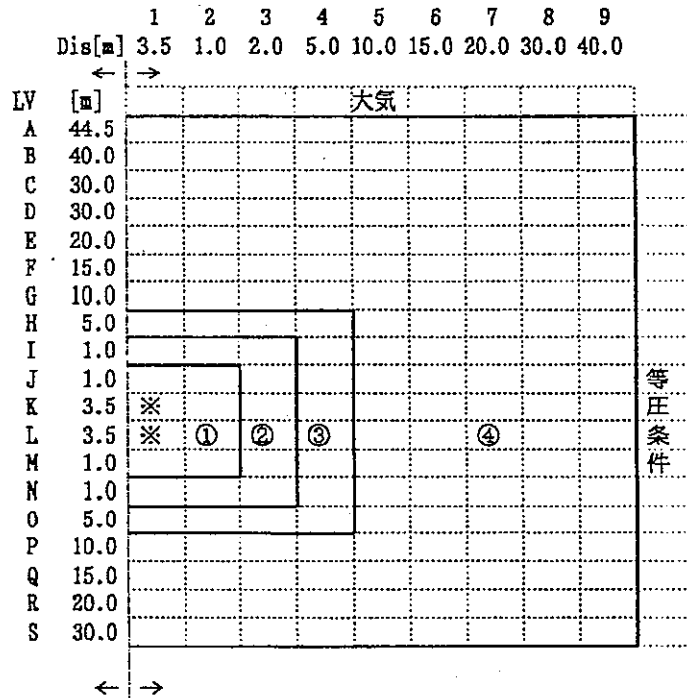 1 2 3 4 5 6 7 8 9
Dis[m] 3.5 1.0 2.0 5.0 10.0 15.0 20.0 30.0 40.0
← →
LV [m] 大気
A 44.5
B 40.0
C 30.0
D 30.0
E 20.0
F 15.0
G 10.0
H 5.0
I 1.0
J 1.0
K 3.5 ※
L 3.5 ※ ① ② ③ ④
M 1.0
N 1.0
O 5.0
P 10.0
Q 15.0
R 20.0
S 30.0
等圧条件
← →